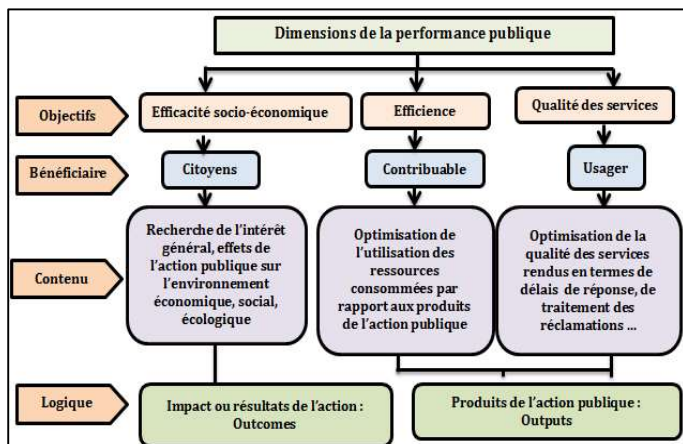 Dimensions de la performance publique
Objectifs
Efficacité socio-économique
Efficience
Qualité des services
Bénéficiaire
Citoyens
Contribuable
Usager
Contenu
Recherche de l'intérêt
général, effets de
l'action publique sur
l'environnement
économique, social,
écologique
Optimisation de
l'utilisation des
ressources
consommées par
rapport aux produits
de l'action publique
Optimisation de la
qualité des services
rendus en termes de
délais de réponse, de
traitement des
réclamations ...
Logique
Impact ou résultats de l'action :
Outcomes
Produits de l'action publique :
Outputs